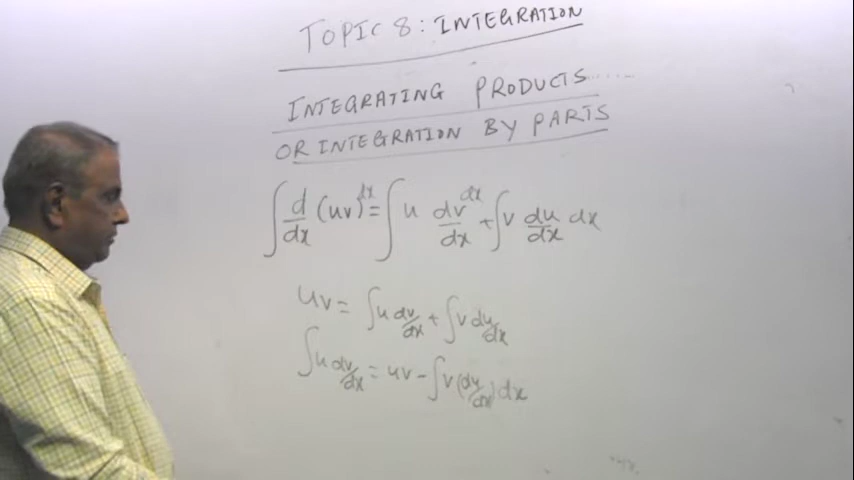 TOPIC 8: INTEGRATION
INTEGRATING PRODUCTS......
OR INTEGRATION BY PARTS
∫ d/dx (uv) dx = ∫ u dv/dx dx + ∫ v du/dx dx
uv = ∫ u dv/dx + ∫ v du/dx
∫ u dv/dx = uv - ∫ v (du/dx) dx